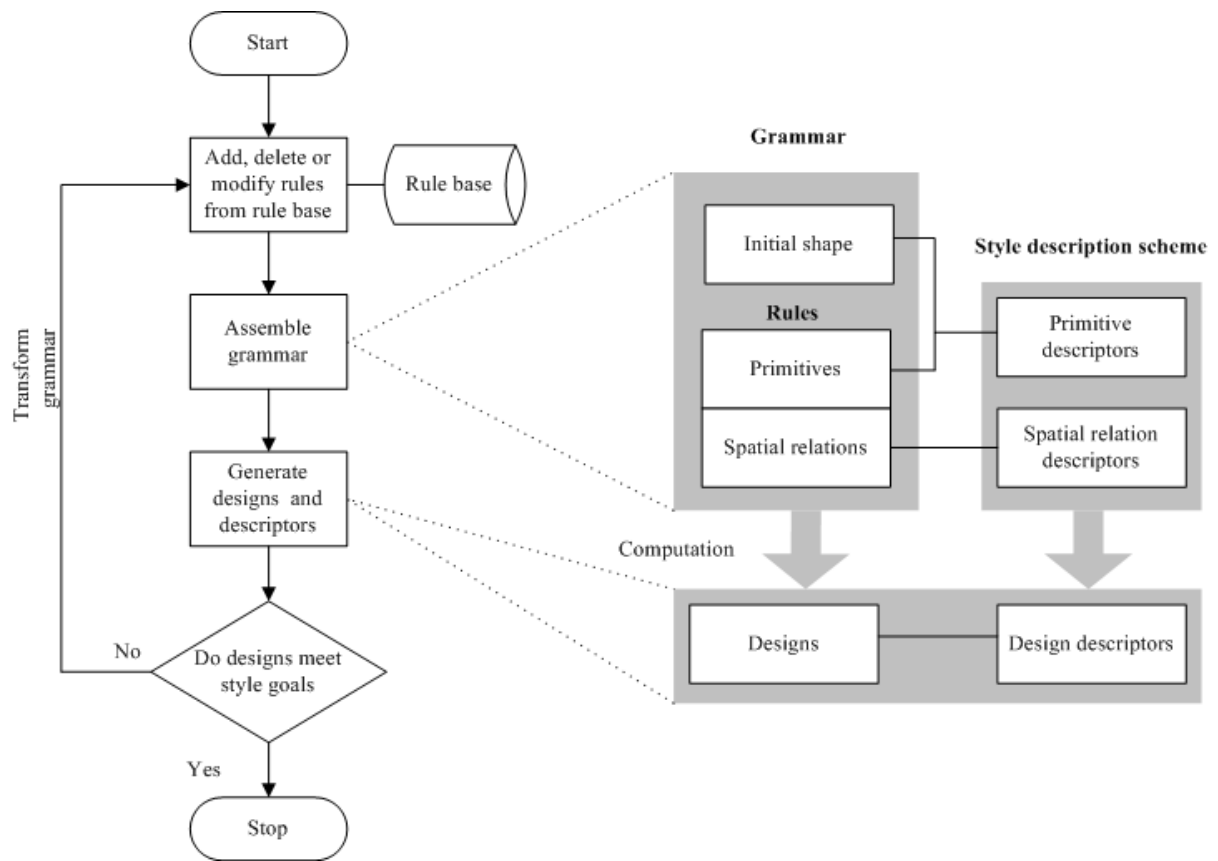 Start
Add, delete or
modify rules
from rule base
Rule base
Assemble
grammar
Generate
designs and
descriptors
Do designs meet
style goals
No
Yes
Stop
Transform
grammar
Grammar
Initial shape
Rules
Primitives
Spatial relations
Style description scheme
Primitive
descriptors
Spatial relation
descriptors
Computation
Designs
Design descriptors